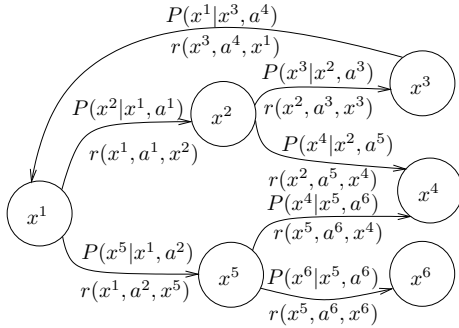 P(x^1|x^3, a^4)
r(x^3, a^4, x^1)
P(x^3|x^2, a^3)
x^3
P(x^2|x^1, a^1)
x^2
r(x^2, a^3, x^3)
r(x^1, a^1, x^2)
P(x^4|x^2, a^5)
r(x^2, a^5, x^4)
x^4
x^1
P(x^4|x^5, a^6)
r(x^5, a^6, x^4)
P(x^5|x^1, a^2)
x^5
P(x^6|x^5, a^6)
x^6
r(x^1, a^2, x^5)
r(x^5, a^6, x^6)